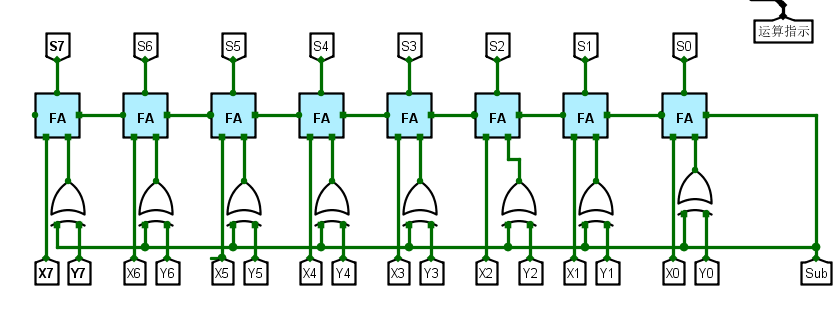 运算指示
S7 S6 S5 S4 S3 S2 S1 S0
FA FA FA FA FA FA FA FA
X7 Y7 X6 Y6 X5 Y5 X4 Y4 X3 Y3 X2 Y2 X1 Y1 X0 Y0 Sub